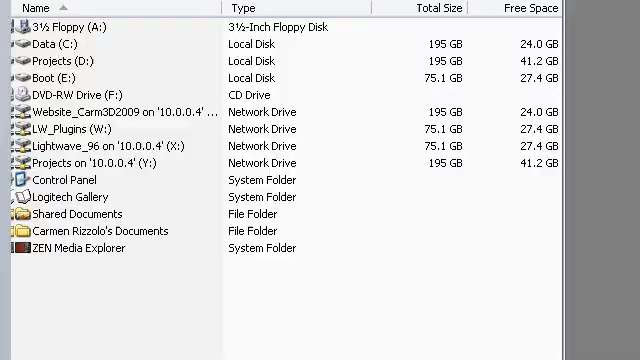 Name Type Total Size Free Space
3½ Floppy (A:) 3½-Inch Floppy Disk
Data (C:) Local Disk 195 GB 24.0 GB
Projects (D:) Local Disk 195 GB 41.2 GB
Boot (E:) Local Disk 75.1 GB 27.4 GB
DVD-RW Drive (F:) CD Drive
Website_Carm3D2009 on '10.0.0.4' ... Network Drive 195 GB 24.0 GB
LW_Plugins (W:) Network Drive 75.1 GB 27.4 GB
Lightwave_96 on '10.0.0.4' (X:) Network Drive 75.1 GB 27.4 GB
Projects on '10.0.0.4' (Y:) Network Drive 195 GB 41.2 GB
Control Panel System Folder
Logitech Gallery System Folder
Shared Documents File Folder
Carmen Rizzolo's Documents File Folder
ZEN Media Explorer System Folder